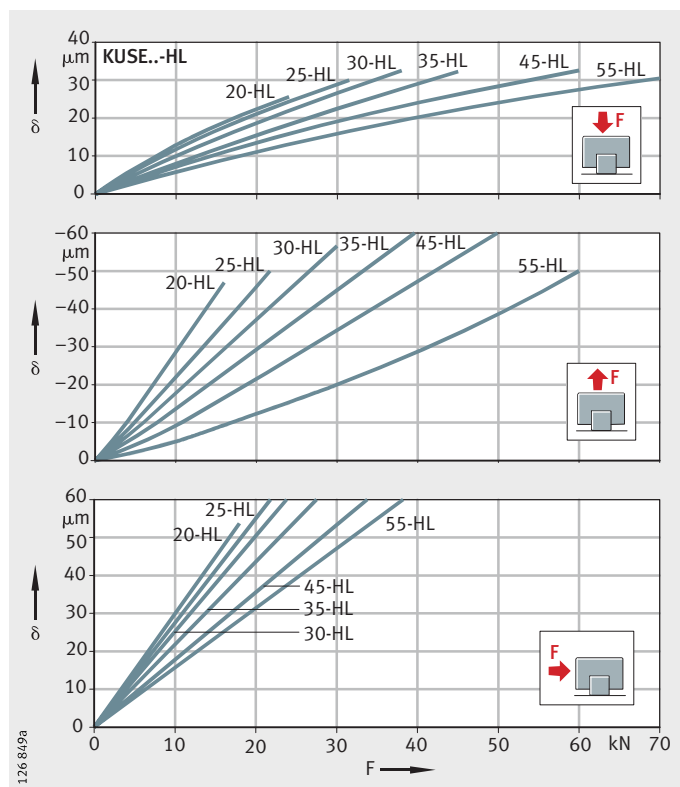 40
μm
KUSE..-HL
30
20
10
0
δ
20-HL
25-HL
30-HL
35-HL
45-HL
55-HL
F
–60
μm
–50
–40
–30
–20
–10
0
δ
20-HL
25-HL
30-HL
35-HL
45-HL
55-HL
F
60
μm
50
40
30
20
10
0
δ
25-HL
20-HL
55-HL
45-HL
35-HL
30-HL
F
0 10 20 30 40 50 60 kN 70
F
126 849a